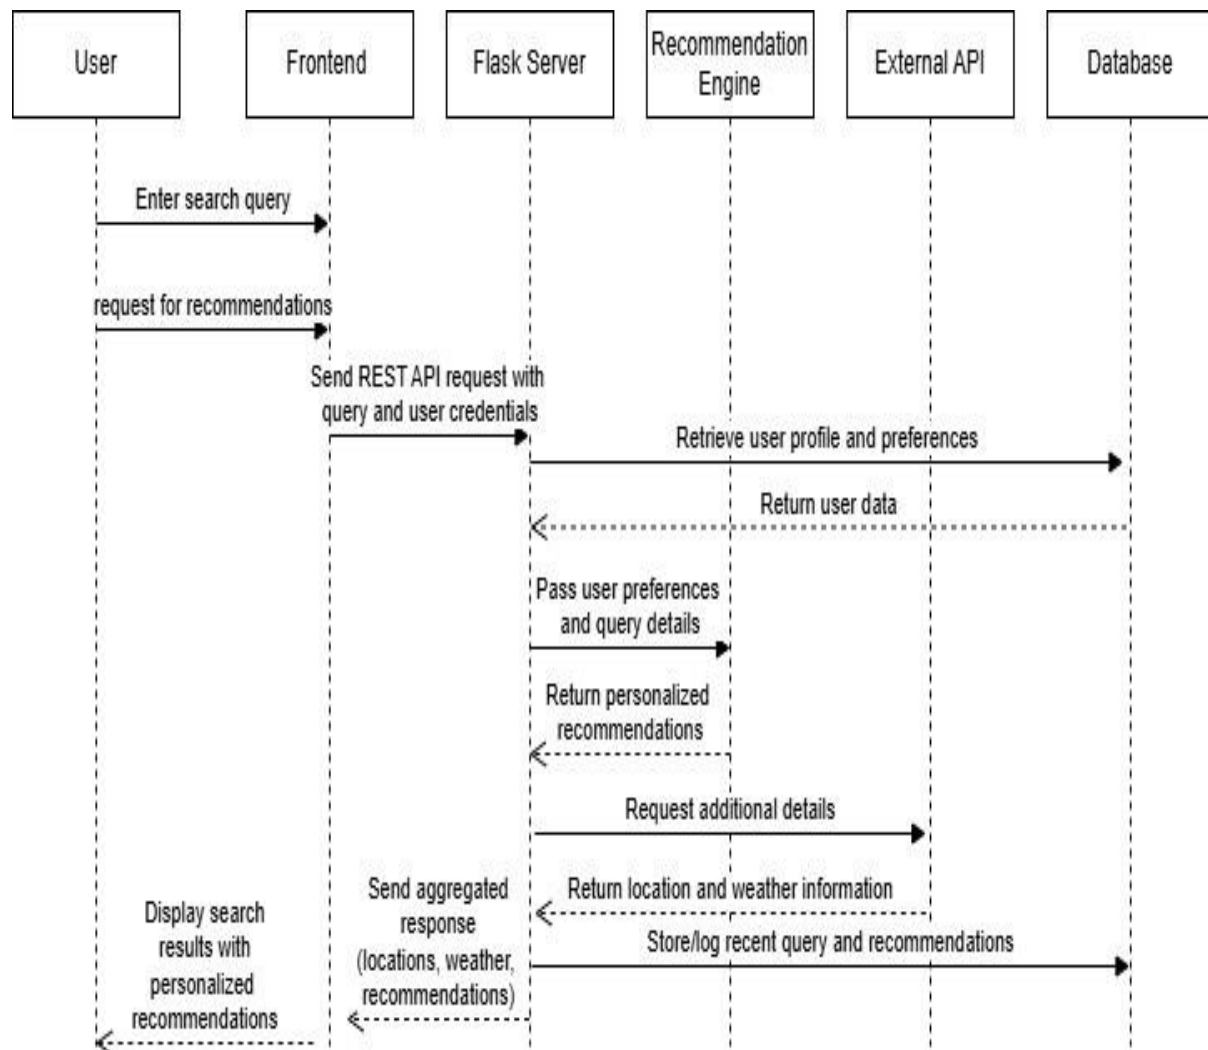 User
Frontend
Flask Server
Recommendation
Engine
External API
Database
Enter search query
request for recommendations
Send REST API request with
query and user credentials
Retrieve user profile and preferences
Return user data
Pass user preferences
and query details
Return personalized
recommendations
Request additional details
Return location and weather information
Store/log recent query and recommendations
Send aggregated
response
(locations, weather,
recommendations)
Display search
results with
personalized
recommendations